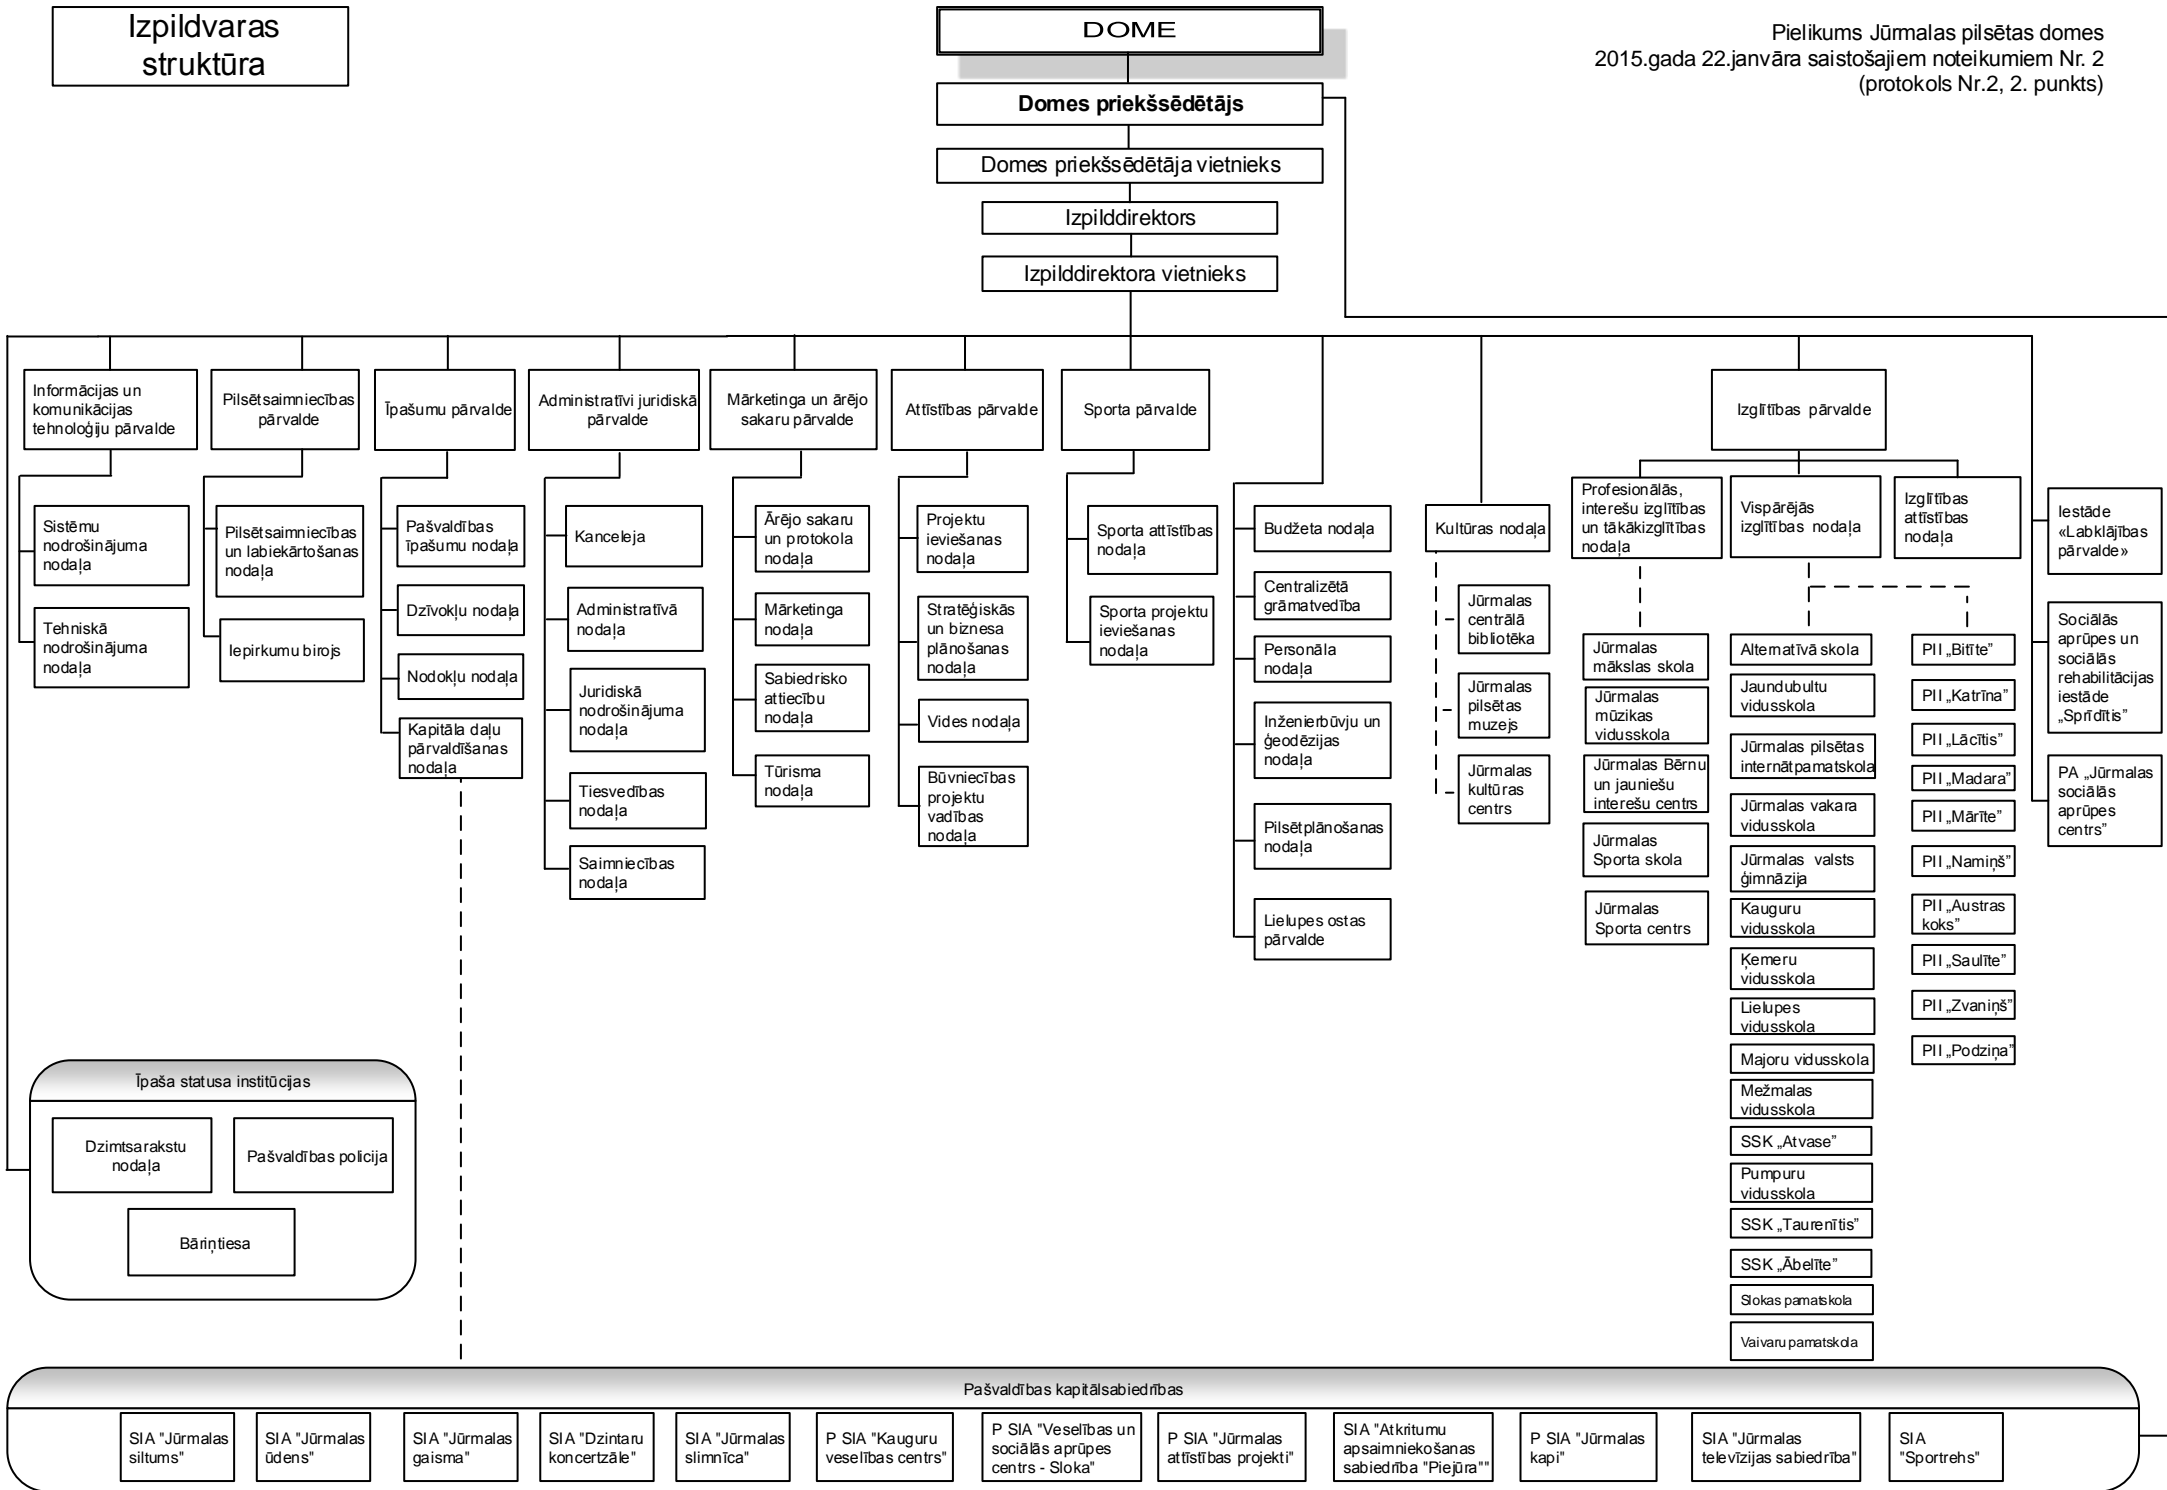 Izpildvaras
struktūra
DOME
Pielikums Jūrmalas pilsētas domes
2015.gada 22.janvāra saistošajiem noteikumiem Nr. 2
(protokols Nr.2, 2. punkts)
Domes priekšsēdētājs
Domes priekšsēdētāja vietnieks
Izpilddirektors
Izpilddirektora vietnieks
Informācijas un
komunikācijas
tehnoloģiju pārvalde
Pilsētsaimniecības
pārvalde
Īpašumu pārvalde
Administratīvi juridiskā
pārvalde
Mārketinga un ārējo
sakaru pārvalde
Attīstības pārvalde
Sporta pārvalde
Izglītības pārvalde
Sistēmu
nodrošinājuma
nodaļa
Tehniskā
nodrošinājuma
nodaļa
Pilsētsaimniecības
un labiekārtošanas
nodaļa
Iepirkumu birojs
Pašvaldības
īpašumu nodaļa
Dzīvokļu nodaļa
Nodokļu nodaļa
Kapitāla daļu
pārvaldīšanas
nodaļa
Kanceleja
Administratīvā
nodaļa
Juridiskā
nodrošinājuma
nodaļa
Tiesvedības
nodaļa
Saimniecības
nodaļa
Ārējo sakaru
un protokola
nodaļa
Mārketinga
nodaļa
Sabiedrisko
attiecību
nodaļa
Tūrisma
nodaļa
Projektu
ieviešanas
nodaļa
Stratēģiskās
un biznesa
plānošanas
nodaļa
Vides nodaļa
Būvniecības
projektu
vadības
nodaļa
Sporta attīstības
nodaļa
Sporta projektu
ieviešanas
nodaļa
Budžeta nodaļa
Centralizētā
grāmatvedība
Personāla
nodaļa
Inženierbūvju un
ģeodēzijas
nodaļa
Pilsētplānošanas
nodaļa
Lielupes ostas
pārvalde
Kultūras nodaļa
Jūrmalas
centrālā
bibliotēka
Jūrmalas
pilsētas
muzejs
Jūrmalas
kultūras
centrs
Profesionālās,
interešu izglītības
un tākākizglītības
nodaļa
Jūrmalas
mākslas skola
Jūrmalas
mūzikas
vidusskola
Jūrmalas Bērnu
un jauniešu
interešu centrs
Jūrmalas
Sporta skola
Jūrmalas
Sporta centrs
Vispārējās
izglītības nodaļa
Alternatīvā skola
Jaundubultu
vidusskola
Jūrmalas pilsētas
internātpamatskola
Jūrmalas vakara
vidusskola
Jūrmalas valsts
ģimnāzija
Kauguru
vidusskola
Ķemeru
vidusskola
Lielupes
vidusskola
Majoru vidusskola
Mežmalas
vidusskola
SSK „Atvase”
Pumpuru
vidusskola
SSK „Taurenītis”
SSK „Ābelīte”
Slokas pamatskola
Vaivaru pamatskola
Izglītības
attīstības
nodaļa
PII „Bitīte”
PII „Katrīna”
PII „Lācītis”
PII „Madara”
PII „Mārīte”
PII „Namiņš”
PII „Austras
koks”
PII „Saulīte”
PII „Zvaniņš”
PII „Podziņa”
Iestāde
«Labklājības
pārvalde»
Sociālās
aprūpes un
sociālās
rehabilitācijas
iestāde
„Sprīdītis”
PA „Jūrmalas
sociālās
aprūpes
centrs”
Īpaša statusa institūcijas
Dzimtsarakstu
nodaļa
Pašvaldības policija
Bāriņtiesa
Pašvaldības kapitālsabiedrības
SIA "Jūrmalas
siltums"
SIA "Jūrmalas
ūdens"
SIA "Jūrmalas
gaisma"
SIA "Dzintaru
koncertzāle"
SIA "Jūrmalas
slimnīca"
P SIA "Kauguru
veselības centrs"
P SIA "Veselības un
sociālās aprūpes
centrs - Sloka"
P SIA "Jūrmalas
attīstības projekti"
SIA "Atkritumu
apsaimniekošanas
sabiedrība "Piejūra""
P SIA "Jūrmalas
kapi"
SIA "Jūrmalas
televīzijas sabiedrība"
SIA
"Sportrehs"